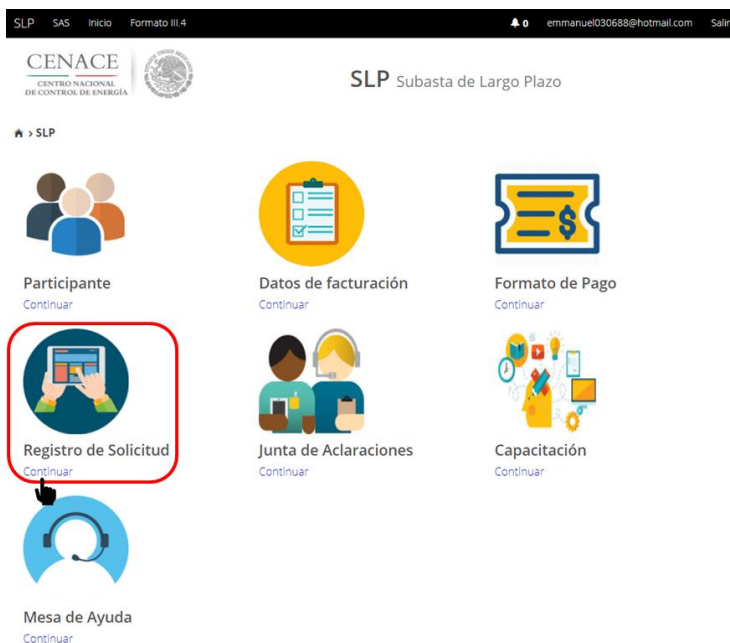 SLP SAS Inicio Formato III.4 0 emmanuel030688@hotmail.com Salir
CENACE
CENTRO NACIONAL
DE CONTROL DE ENERGÍA
SLP Subasta de Largo Plazo
> SLP
Participante
Continuar
Datos de facturación
Continuar
Formato de Pago
Continuar
Registro de Solicitud
Continuar
Junta de Aclaraciones
Continuar
Capacitación
Continuar
Mesa de Ayuda
Continuar